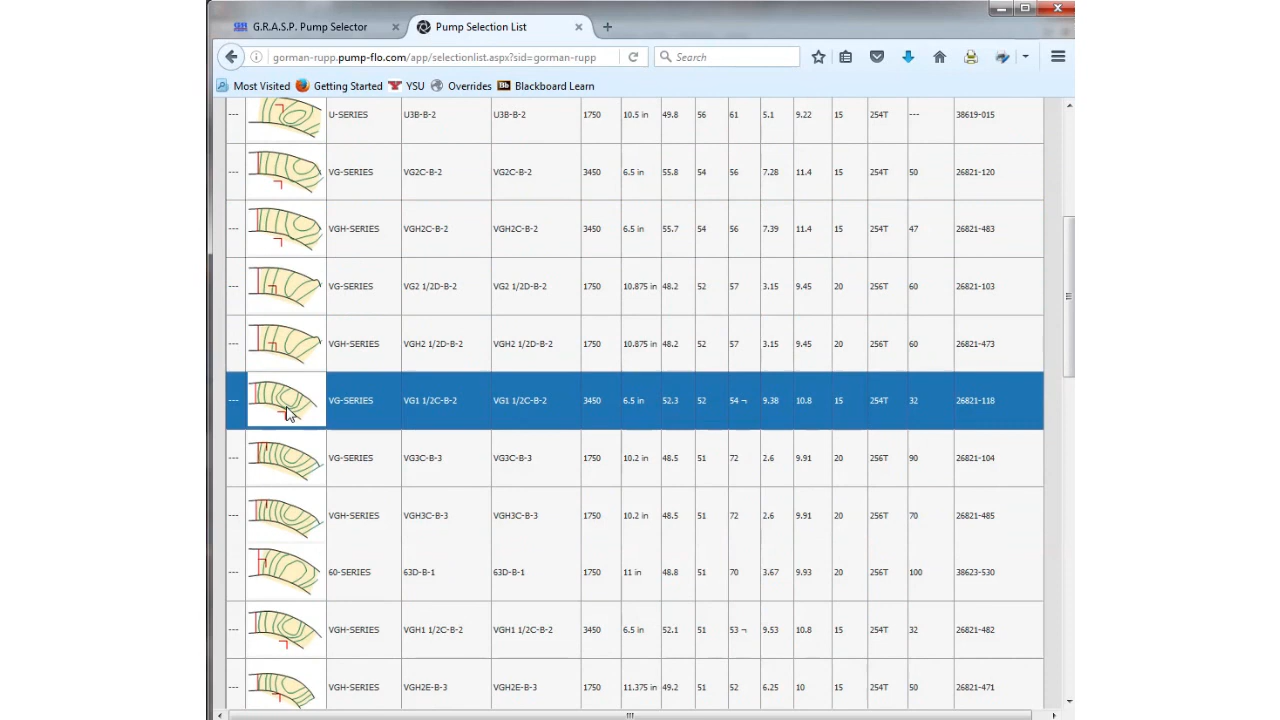 G.R.A.S.P. Pump Selector × Pump Selection List × +
gorman-rupp.pump-flo.com/app/selectionlist.aspx?sid=gorman-rupp Search
Most Visited Getting Started YSU Overrides Bb Blackboard Learn
--- U-SERIES U3B-B-2 U3B-B-2 1750 10.5 in 49.8 56 61 5.1 9.22 15 254T --- 38619-015
--- VG-SERIES VG2C-B-2 VG2C-B-2 3450 6.5 in 55.8 54 56 7.28 11.4 15 254T 50 26821-120
--- VGH-SERIES VGH2C-B-2 VGH2C-B-2 3450 6.5 in 55.7 54 56 7.39 11.4 15 254T 47 26821-483
--- VG-SERIES VG2 1/2D-B-2 VG2 1/2D-B-2 1750 10.875 in 48.2 52 57 3.15 9.45 20 256T 60 26821-103
--- VGH-SERIES VGH2 1/2D-B-2 VGH2 1/2D-B-2 1750 10.875 in 48.2 52 57 3.15 9.45 20 256T 60 26821-473
--- VG-SERIES VG1 1/2C-B-2 VG1 1/2C-B-2 3450 6.5 in 52.3 52 54 ¬ 9.38 10.8 15 254T 32 26821-118
--- VG-SERIES VG3C-B-3 VG3C-B-3 1750 10.2 in 48.5 51 72 2.6 9.91 20 256T 90 26821-104
--- VGH-SERIES VGH3C-B-3 VGH3C-B-3 1750 10.2 in 48.5 51 72 2.6 9.91 20 256T 70 26821-485
--- 60-SERIES 63D-B-1 63D-B-1 1750 11 in 48.8 51 70 3.67 9.93 20 256T 100 38623-530
--- VGH-SERIES VGH1 1/2C-B-2 VGH1 1/2C-B-2 3450 6.5 in 52.1 51 53 ¬ 9.53 10.8 15 254T 32 26821-482
--- VGH-SERIES VGH2E-B-3 VGH2E-B-3 1750 11.375 in 49.2 51 52 6.25 10 15 254T 50 26821-471